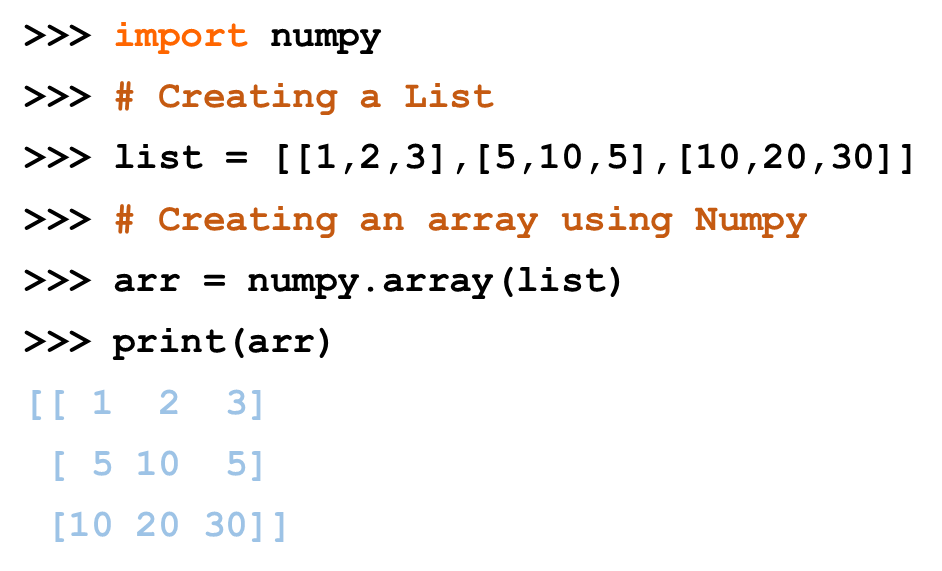 >>> import numpy
>>> # Creating a List
>>> list = [[1,2,3],[5,10,5],[10,20,30]]
>>> # Creating an array using Numpy
>>> arr = numpy.array(list)
>>> print(arr)
[[ 1  2  3]
 [ 5 10  5]
 [10 20 30]]